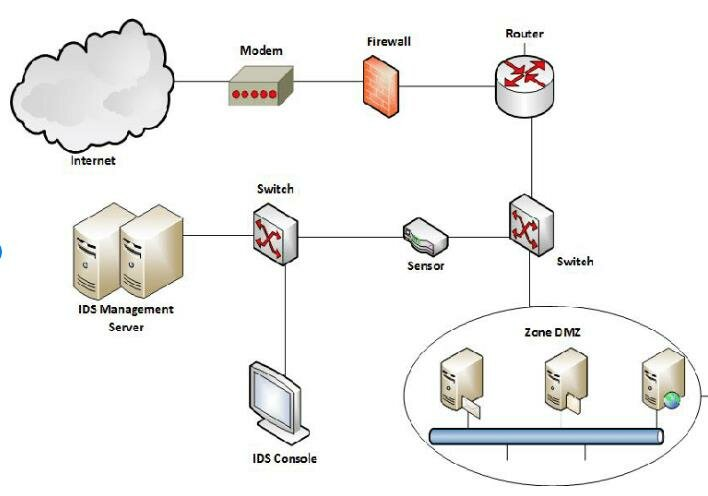 Router
Firewall
Modem
Internet
Switch
Sensor
Switch
IDS Management
Server
Zone DMZ
IDS Console